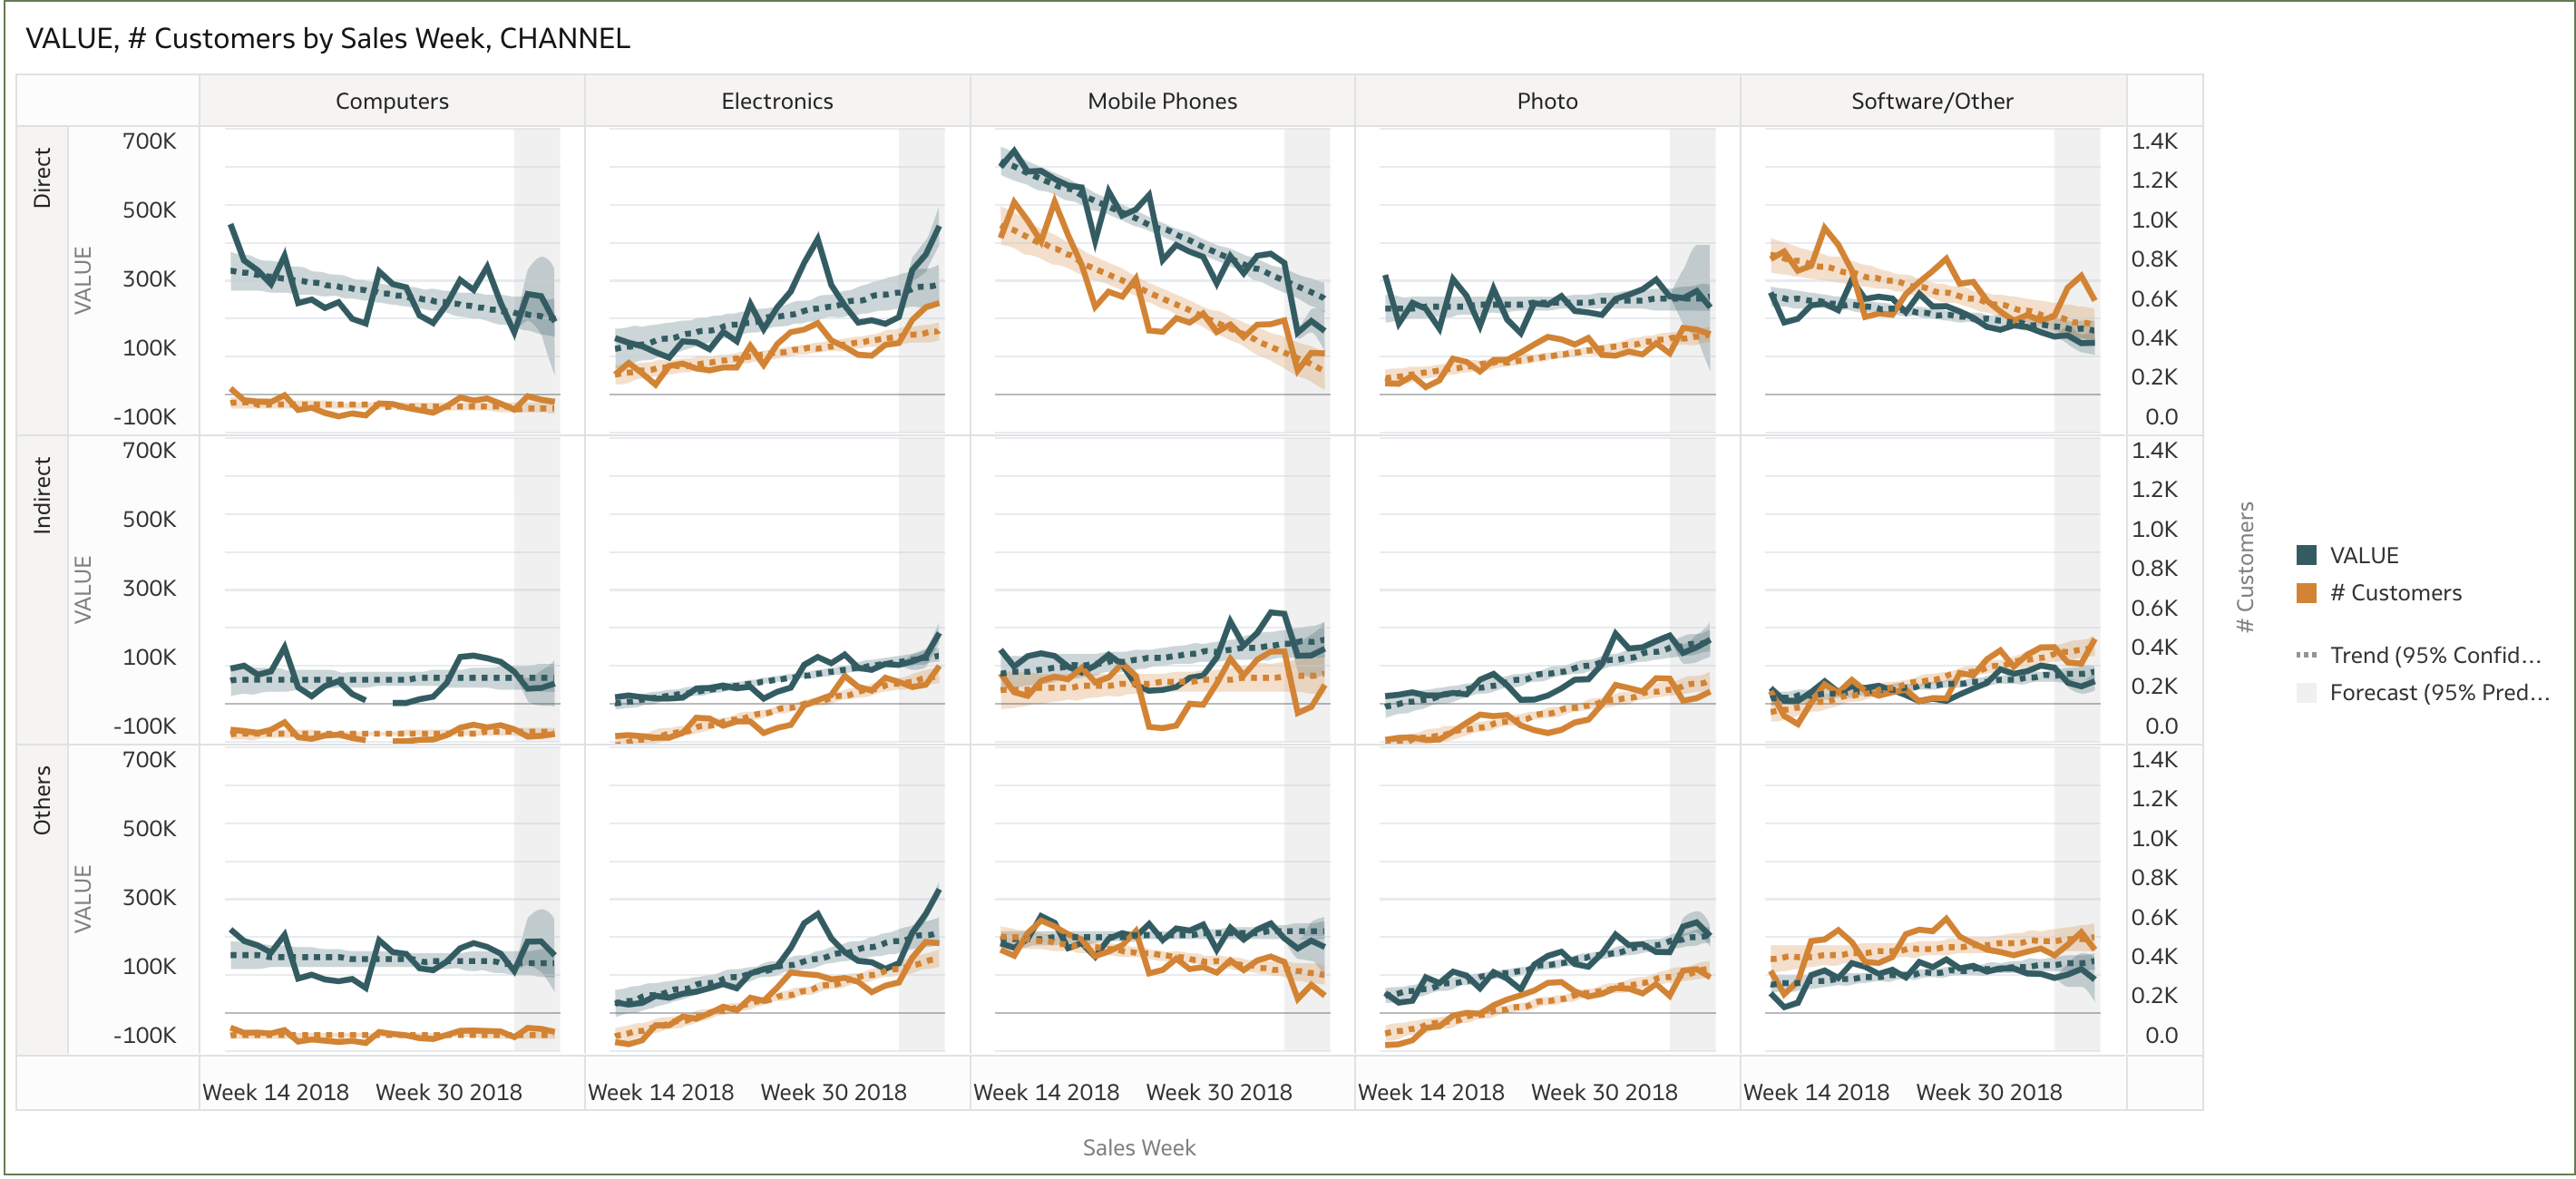 VALUE, # Customers by Sales Week, CHANNEL
Computers
Electronics
Mobile Phones
Photo
Software/Other
Direct
VALUE
700K
500K
300K
100K
-100K
1.4K
1.2K
1.0K
0.8K
0.6K
0.4K
0.2K
0.0
Indirect
VALUE
700K
500K
300K
100K
-100K
1.4K
1.2K
1.0K
0.8K
0.6K
0.4K
0.2K
0.0
Others
VALUE
700K
500K
300K
100K
-100K
1.4K
1.2K
1.0K
0.8K
0.6K
0.4K
0.2K
0.0
# Customers
Week 14 2018 Week 30 2018
Week 14 2018 Week 30 2018
Week 14 2018 Week 30 2018
Week 14 2018 Week 30 2018
Week 14 2018 Week 30 2018
Sales Week
VALUE
# Customers
Trend (95% Confid...
Forecast (95% Pred...